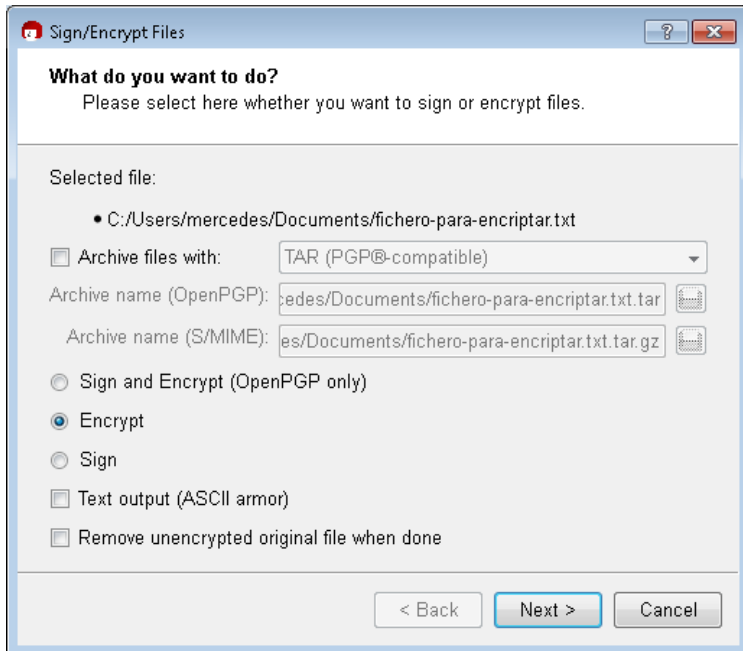 Sign/Encrypt Files
What do you want to do?
Please select here whether you want to sign or encrypt files.
Selected file:
• C:/Users/mercedes/Documents/fichero-para-encriptar.txt
Archive files with: TAR (PGP®-compatible)
Archive name (OpenPGP): :edes/Documents/fichero-para-encriptar.txt.tar
Archive name (S/MIME): es/Documents/fichero-para-encriptar.txt.tar.gz
Sign and Encrypt (OpenPGP only)
Encrypt
Sign
Text output (ASCII armor)
Remove unencrypted original file when done
< Back Next > Cancel